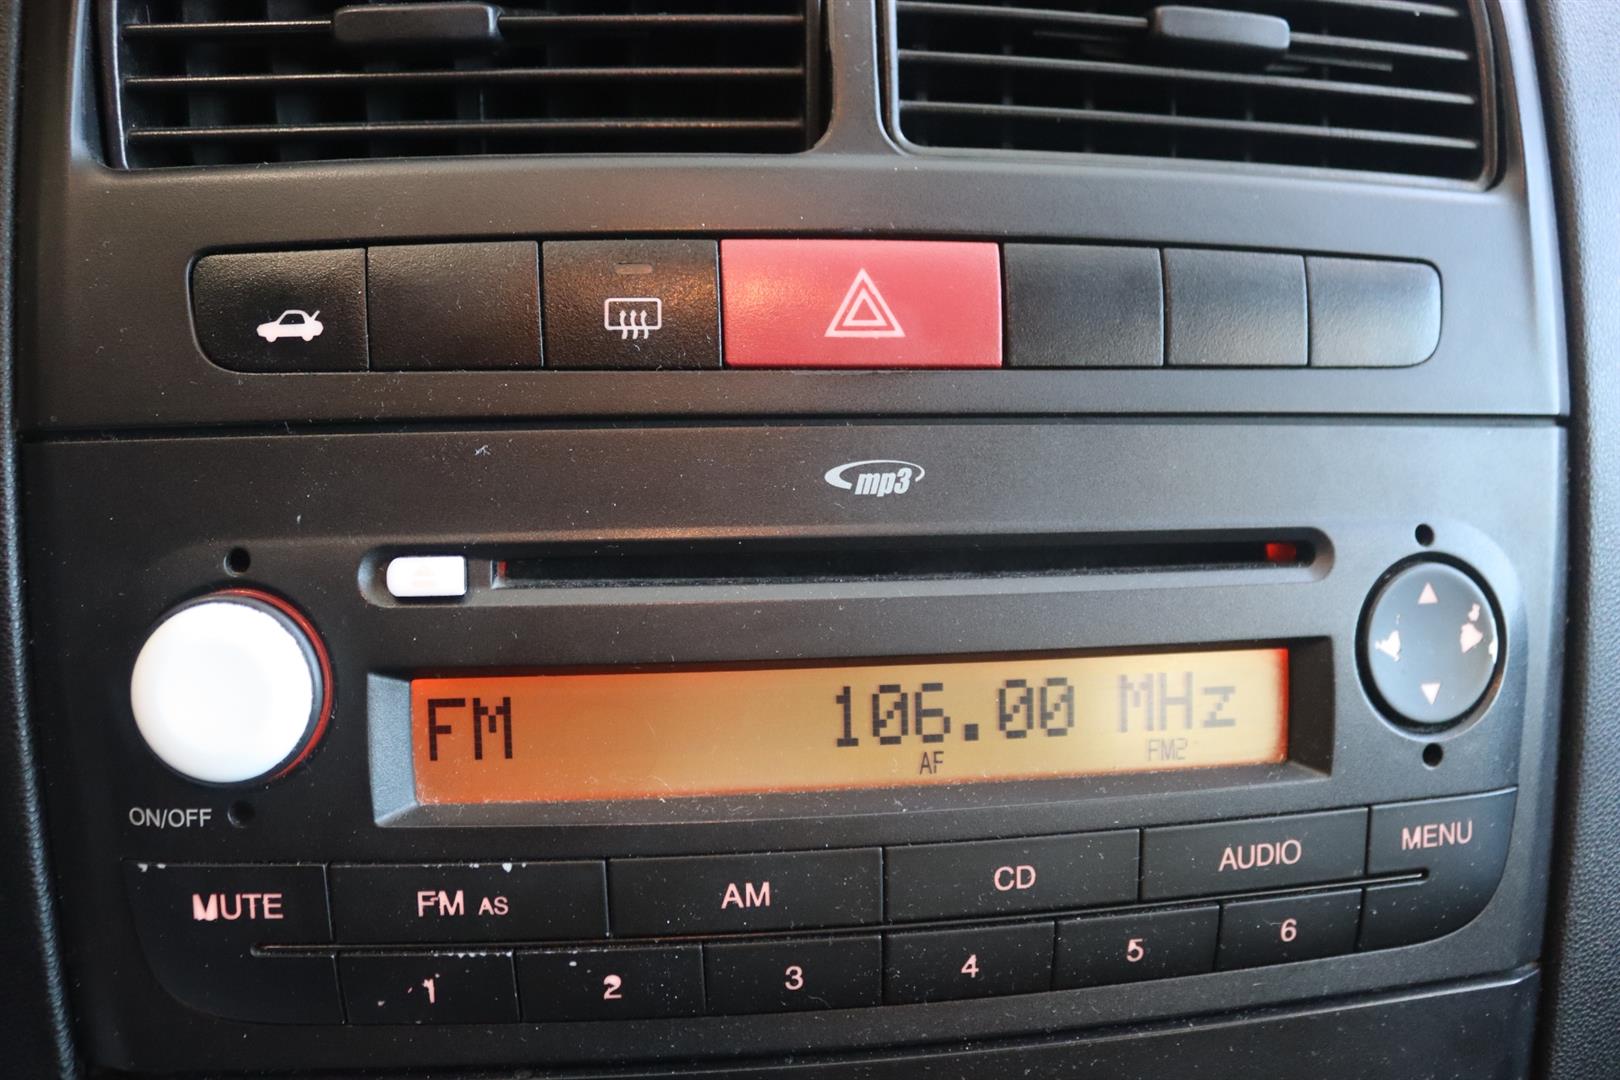 mp3
FM 106.00 MHz
AF FM2
ON/OFF
MUTE FM AS AM CD AUDIO MENU
1 2 3 4 5 6